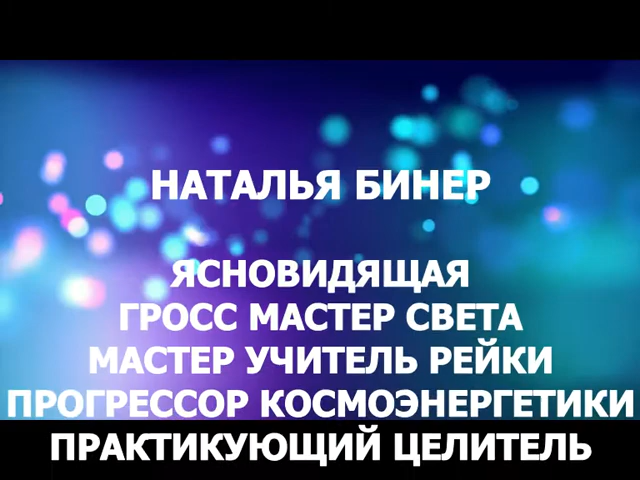 НАТАЛЬЯ БИНЕР
ЯСНОВИДЯЩАЯ
ГРОСС МАСТЕР СВЕТА
МАСТЕР УЧИТЕЛЬ РЕЙКИ
ПРОГРЕССОР КОСМОЭНЕРГЕТИКИ
ПРАКТИКУЮЩИЙ ЦЕЛИТЕЛЬ